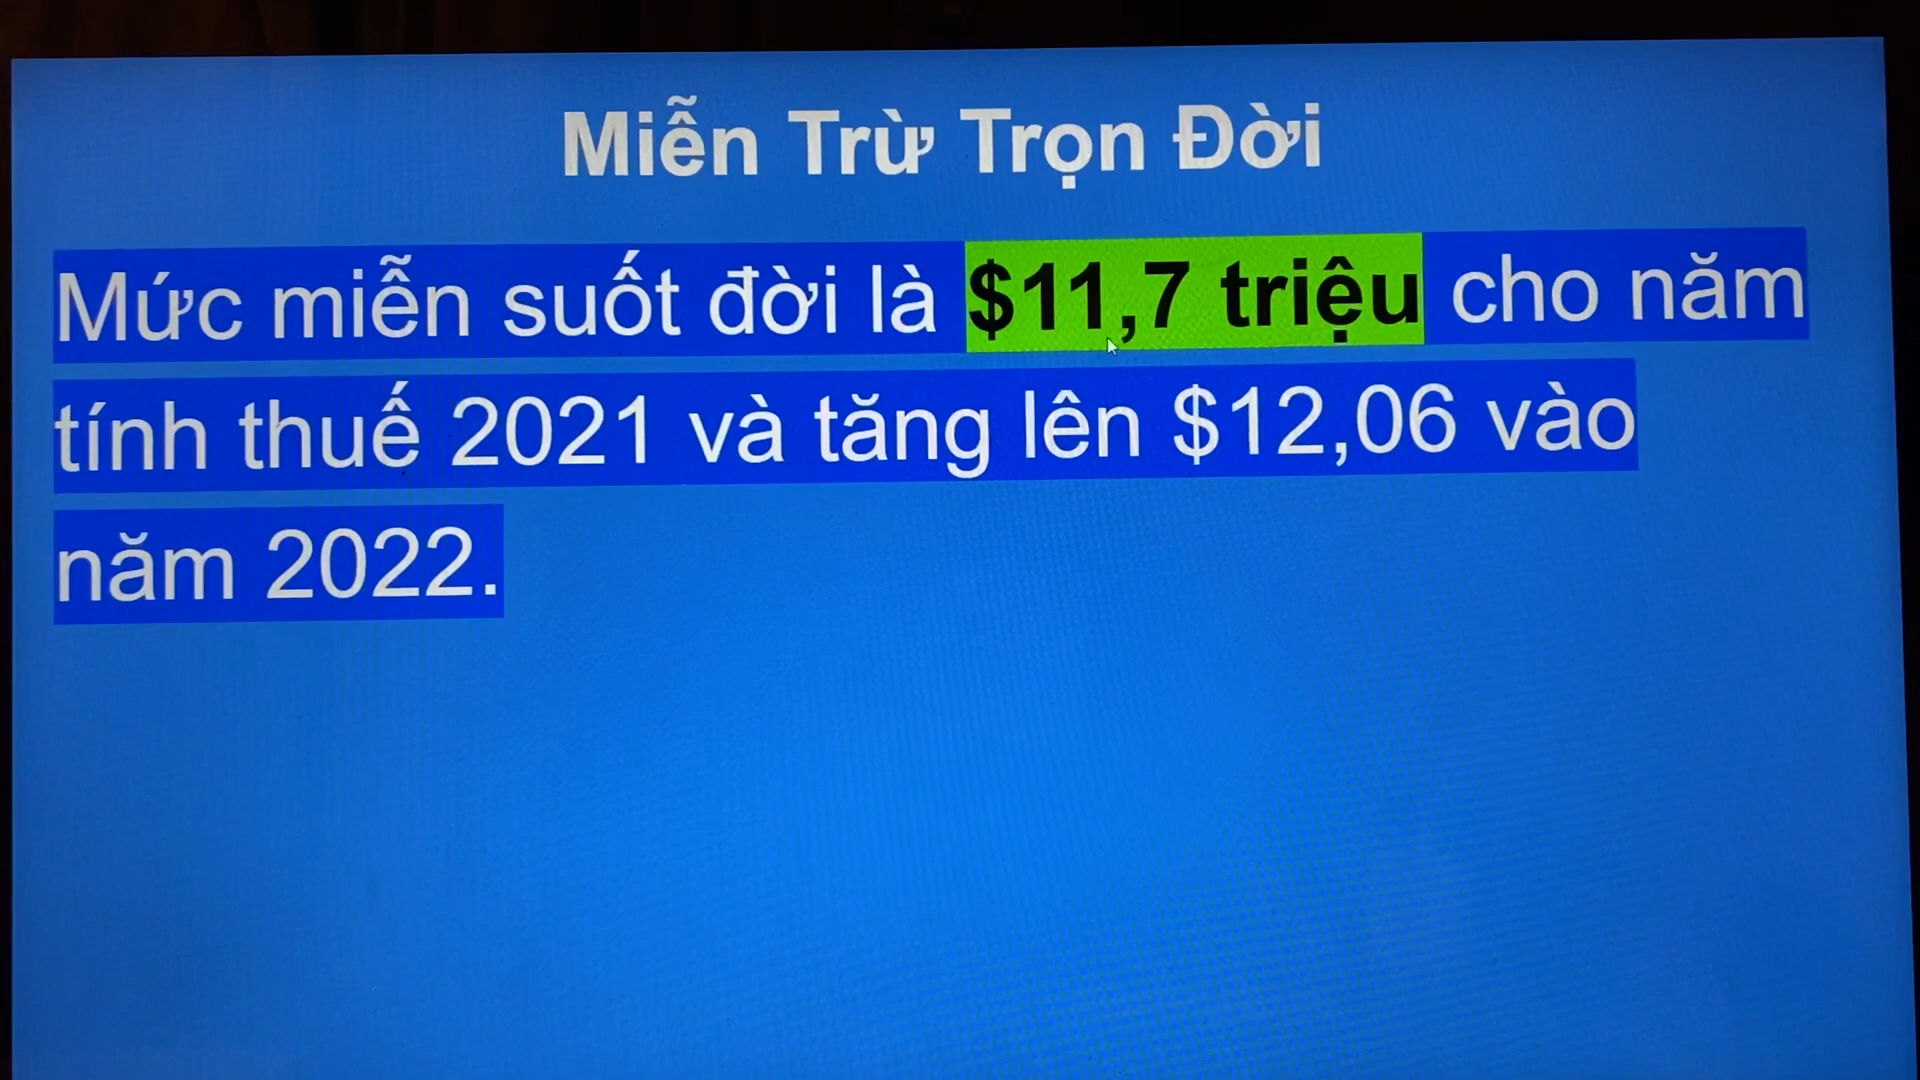 Miễn Trừ Trọn Đời
Mức miễn suốt đời là $11,7 triệu cho năm
tính thuế 2021 và tăng lên $12,06 vào
năm 2022.